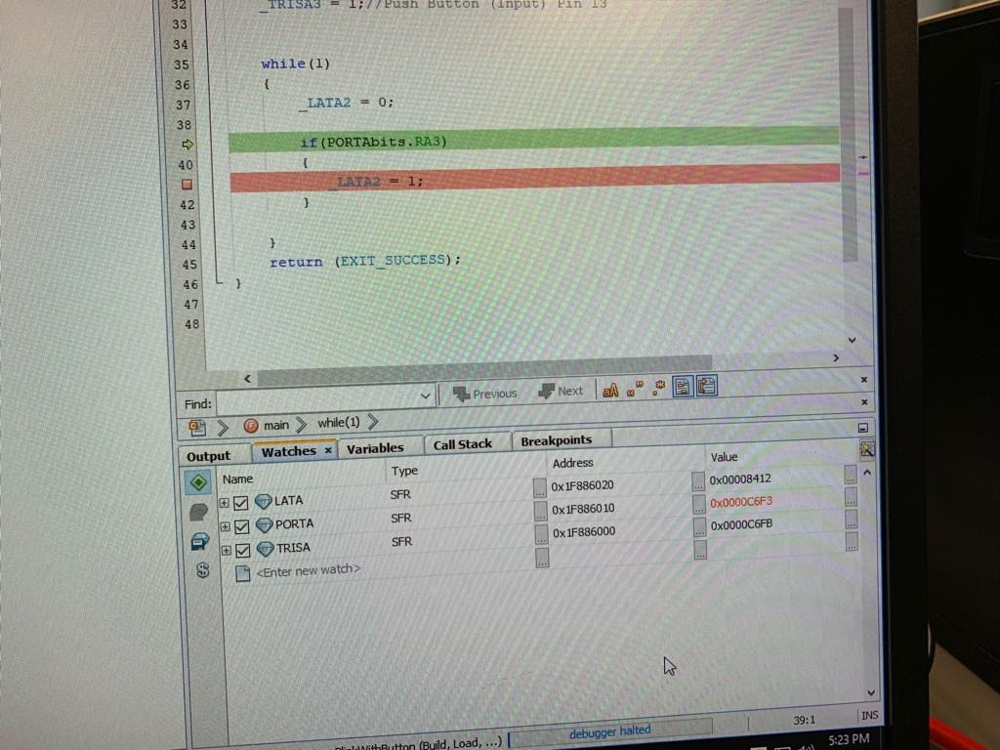 32 _TRISA3 = 1;//Push Button (Input) Pin 13
33
34
35 while(1)
36 {
37 _LATA2 = 0;
38
if(PORTAbits.RA3)
40 {
_LATA2 = 1;
42 }
43
44 }
45 return (EXIT_SUCCESS);
46 }
47
48
Find: Previous Next
main while(1)
Output Watches x Variables Call Stack Breakpoints
Name Type Address Value
LATA SFR 0x1F886020 0x00008412
PORTA SFR 0x1F886010 0x0000C6F3
TRISA SFR 0x1F886000 0x0000C6FB
<Enter new watch>
39:1 INS
(Build, Load, ...) debugger halted
5:23 PM